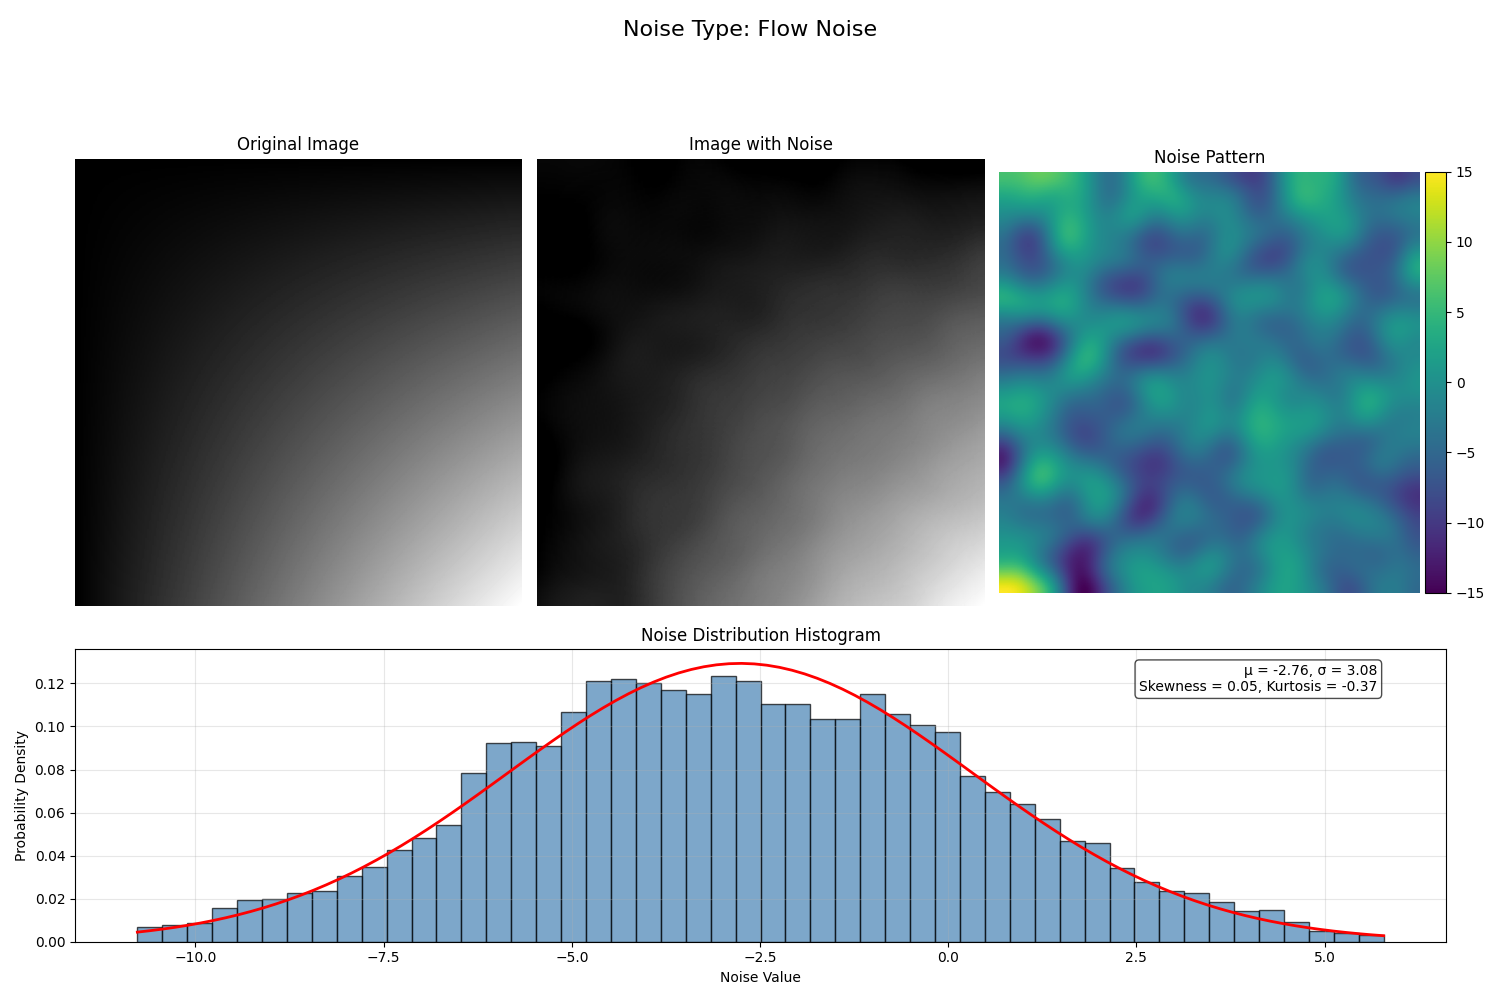 Noise Type: Flow Noise
Original Image
Image with Noise
Noise Pattern
15
10
5
0
−5
−10
−15
Noise Distribution Histogram
μ = -2.76, σ = 3.08
Skewness = 0.05, Kurtosis = -0.37
Probability Density
0.12
0.10
0.08
0.06
0.04
0.02
0.00
−10.0 −7.5 −5.0 −2.5 0.0 2.5 5.0
Noise Value